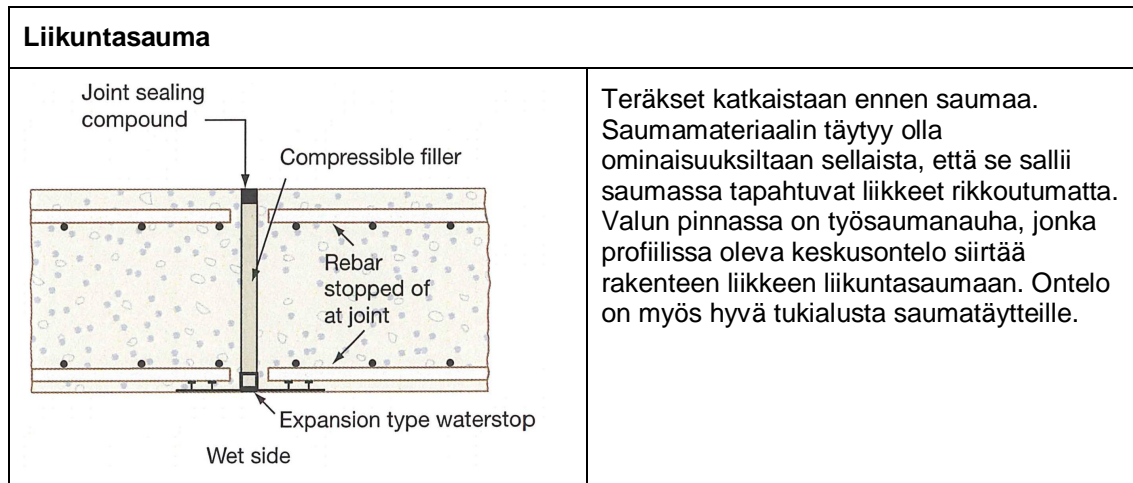 Liikuntasauma
Joint sealing
compound
Compressible filler
Rebar
stopped of
at joint
Expansion type waterstop
Wet side
Teräkset katkaistaan ennen saumaa.
Saumamateriaalin täytyy olla
ominaisuuksiltaan sellaista, että se sallii
saumassa tapahtuvat liikkeet rikkoutumatta.
Valun pinnassa on työsaumanauha, jonka
profiilissa oleva keskusontelo siirtää
rakenteen liikkeen liikuntasaumaan. Ontelo
on myös hyvä tukialusta saumatäytteille.